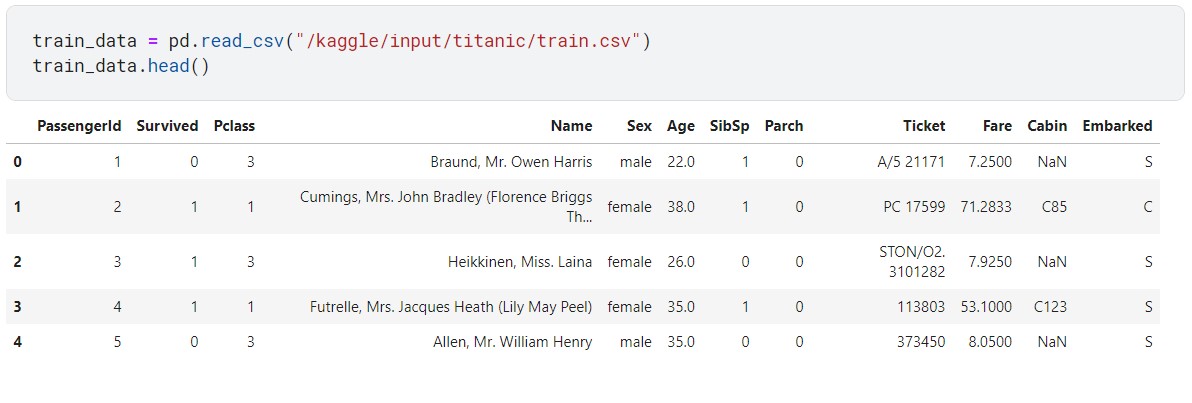 train_data = pd.read_csv("/kaggle/input/titanic/train.csv")
train_data.head()
PassengerId Survived Pclass Name Sex Age SibSp Parch Ticket Fare Cabin Embarked
0 1 0 3 Braund, Mr. Owen Harris male 22.0 1 0 A/5 21171 7.2500 NaN S
1 2 1 1 Cumings, Mrs. John Bradley (Florence Briggs Th... female 38.0 1 0 PC 17599 71.2833 C85 C
2 3 1 3 Heikkinen, Miss. Laina female 26.0 0 0 STON/O2. 3101282 7.9250 NaN S
3 4 1 1 Futrelle, Mrs. Jacques Heath (Lily May Peel) female 35.0 1 0 113803 53.1000 C123 S
4 5 0 3 Allen, Mr. William Henry male 35.0 0 0 373450 8.0500 NaN S